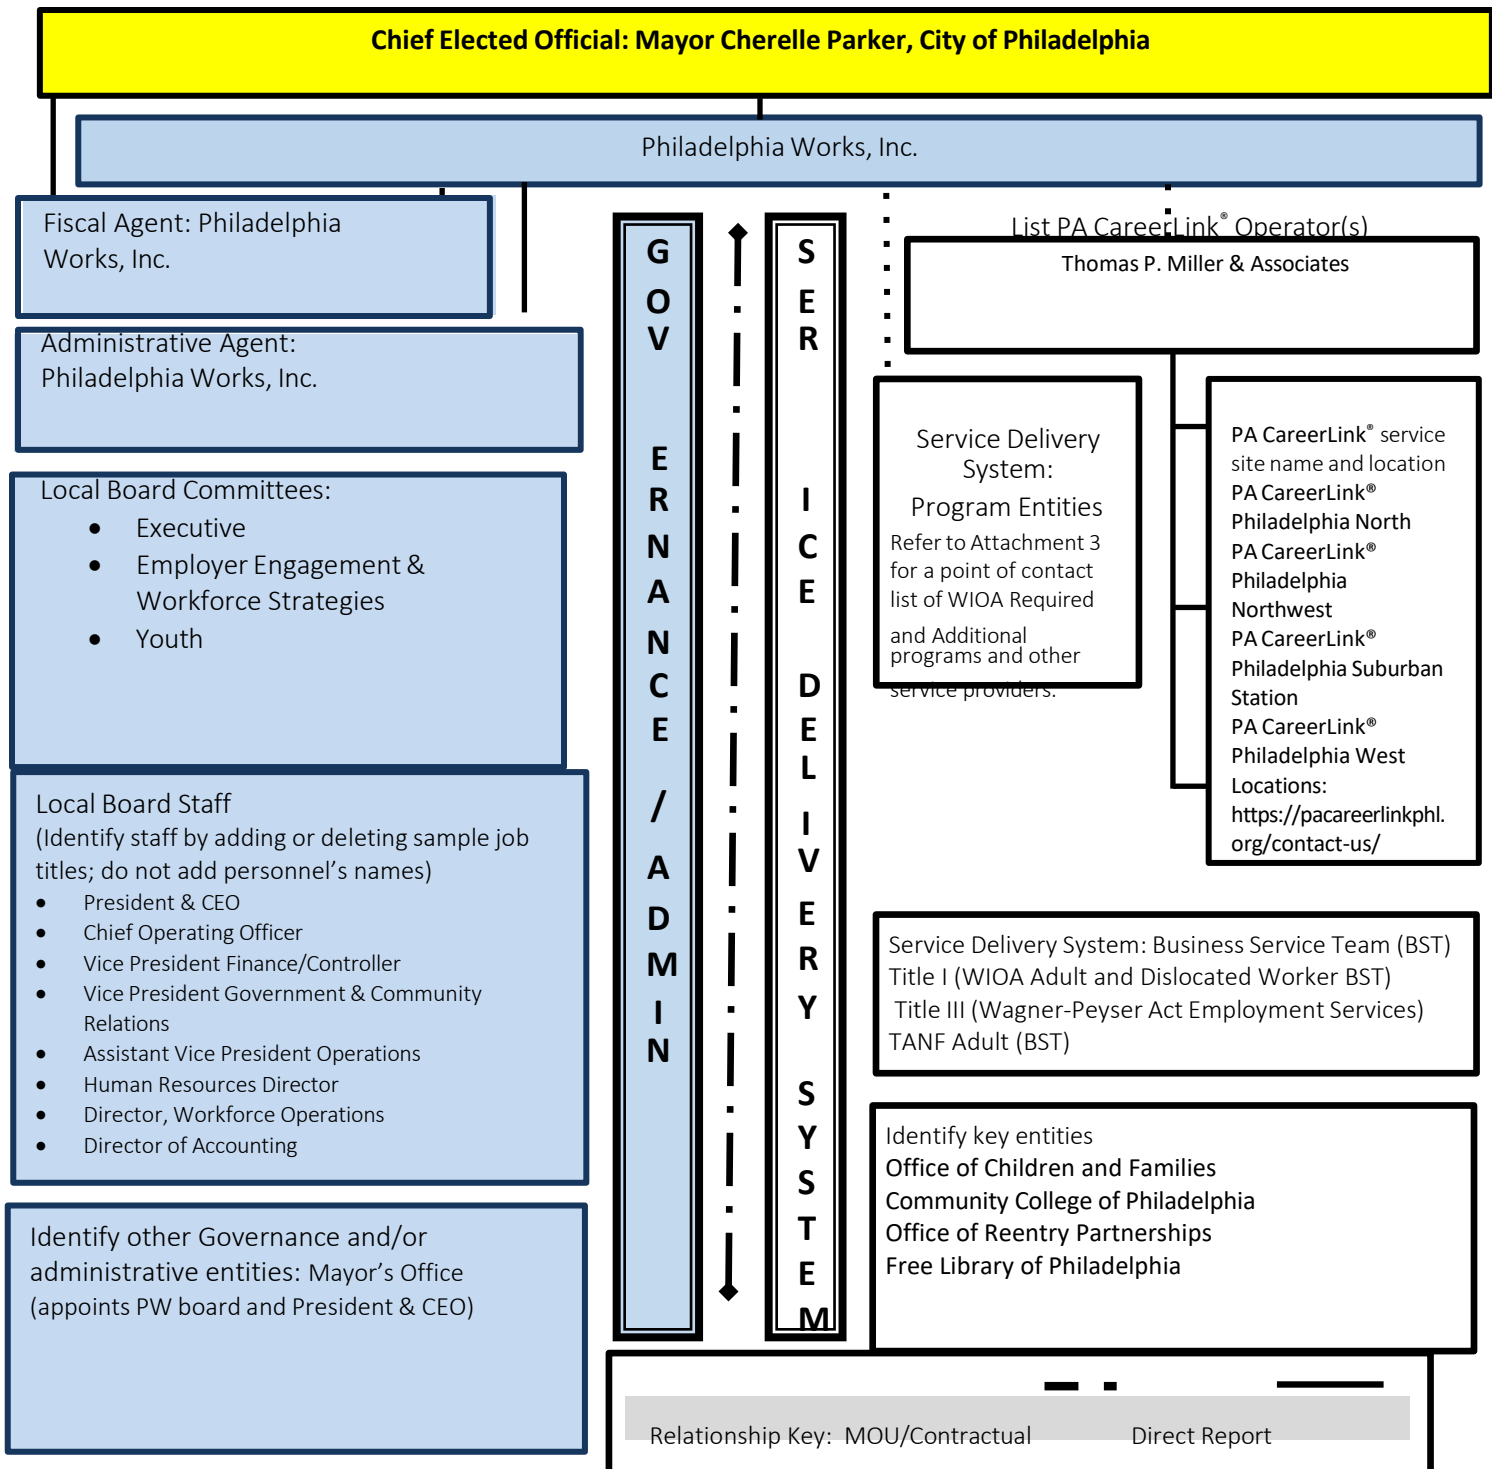 Chief Elected Official: Mayor Cherelle Parker, City of Philadelphia
Philadelphia Works, Inc.
Fiscal Agent: Philadelphia
Works, Inc.
Administrative Agent:
Philadelphia Works, Inc.
Local Board Committees:
• Executive
• Employer Engagement &
Workforce Strategies
• Youth
Local Board Staff
(Identify staff by adding or deleting sample job
titles; do not add personnel’s names)
• President & CEO
• Chief Operating Officer
• Vice President Finance/Controller
• Vice President Government & Community
Relations
• Assistant Vice President Operations
• Human Resources Director
• Director, Workforce Operations
• Director of Accounting
Identify other Governance and/or
administrative entities: Mayor’s Office
(appoints PW board and President & CEO)
GOV ERNANCE / ADMIN
SER ICE DELIVERY SYSTEM
List PA CareerLink® Operator(s)
Thomas P. Miller & Associates
Service Delivery
System:
Program Entities
Refer to Attachment 3
for a point of contact
list of WIOA Required
and Additional
programs and other
service providers.
PA CareerLink® service
site name and location
PA CareerLink®
Philadelphia North
PA CareerLink®
Philadelphia
Northwest
PA CareerLink®
Philadelphia Suburban
Station
PA CareerLink®
Philadelphia West
Locations:
https://pacareerlinkphl.
org/contact-us/
Service Delivery System: Business Service Team (BST)
Title I (WIOA Adult and Dislocated Worker BST)
Title III (Wagner-Peyser Act Employment Services)
TANF Adult (BST)
Identify key entities
Office of Children and Families
Community College of Philadelphia
Office of Reentry Partnerships
Free Library of Philadelphia
Relationship Key: MOU/Contractual Direct Report